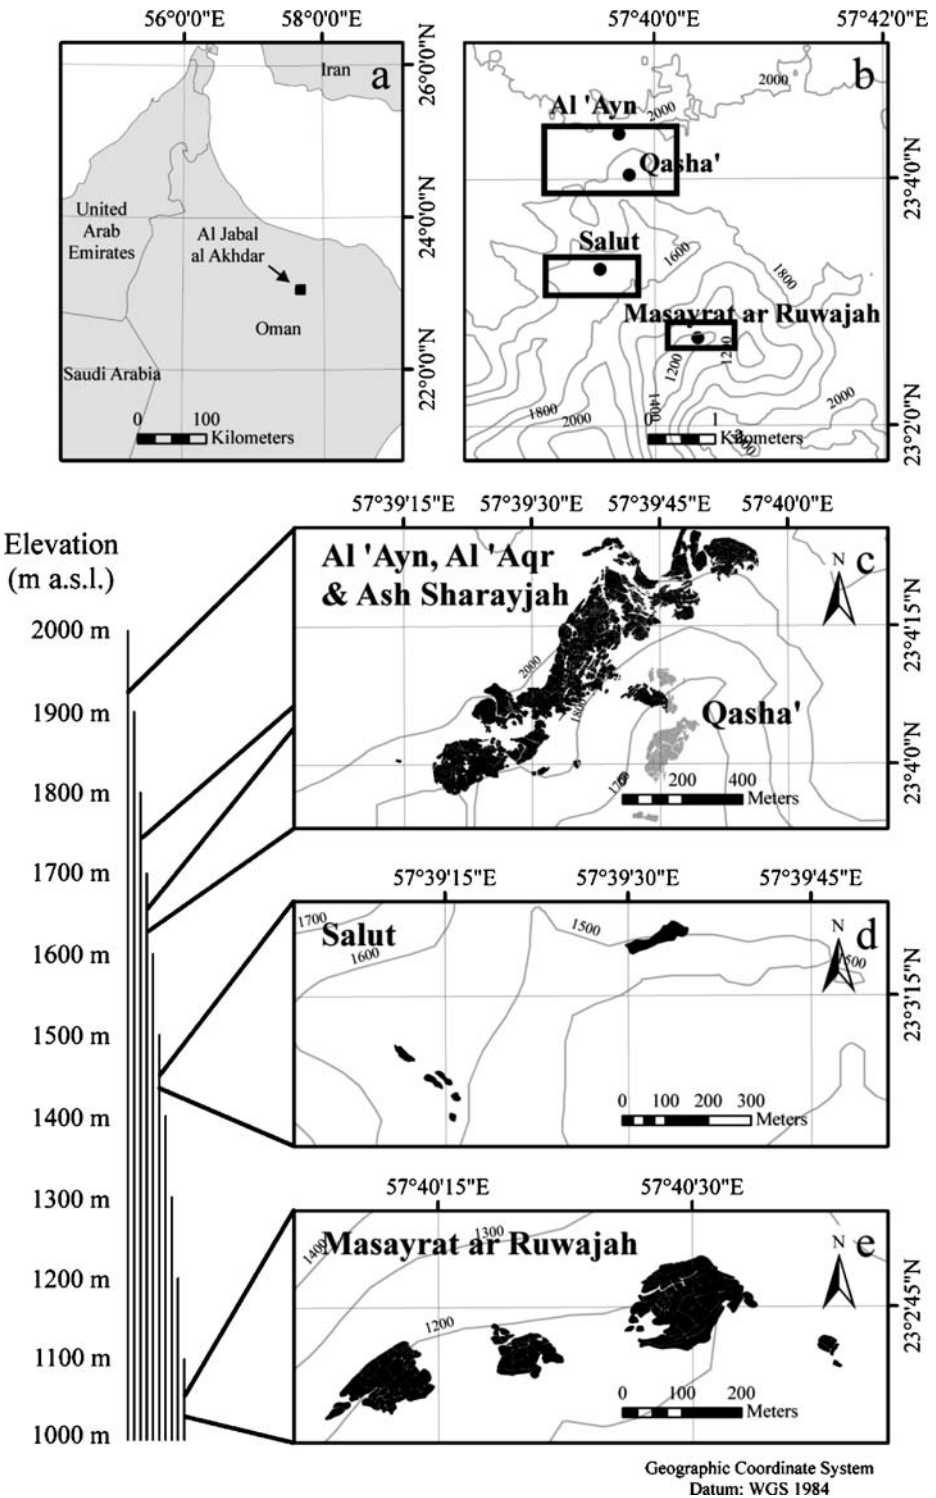 56°0'0"E 58°0'0"E
57°40'0"E 57°42'0"E
a
Iran
United
Arab
Emirates
Al Jabal
al Akhdar
Oman
Saudi Arabia
0 100
Kilometers
26°0'0"N
24°0'0"N
22°0'0"N
b
2000
Al 'Ayn
2000
Qasha'
Salut
1600
1800
Masayrat ar Ruwajah
1200
1200
1400
1800
2000
2000
0 1
Kilometers
23°4'0"N
23°2'0"N
57°39'15"E 57°39'30"E 57°39'45"E 57°40'0"E
Elevation
(m a.s.l.)
2000 m
1900 m
1800 m
1700 m
1600 m
1500 m
1400 m
1300 m
1200 m
1100 m
1000 m
Al 'Ayn, Al 'Aqr
& Ash Sharayjah
N
c
2000
1800
Qasha'
1700
0 200 400
Meters
23°4'15"N
23°4'0"N
57°39'15"E 57°39'30"E 57°39'45"E
1700
Salut
1600
1500
N
d
1500
0 100 200 300
Meters
23°3'15"N
57°40'15"E 57°40'30"E
1400
1300
Masayrat ar Ruwajah
N
e
1200
0 100 200
Meters
23°2'45"N
Geographic Coordinate System
Datum: WGS 1984